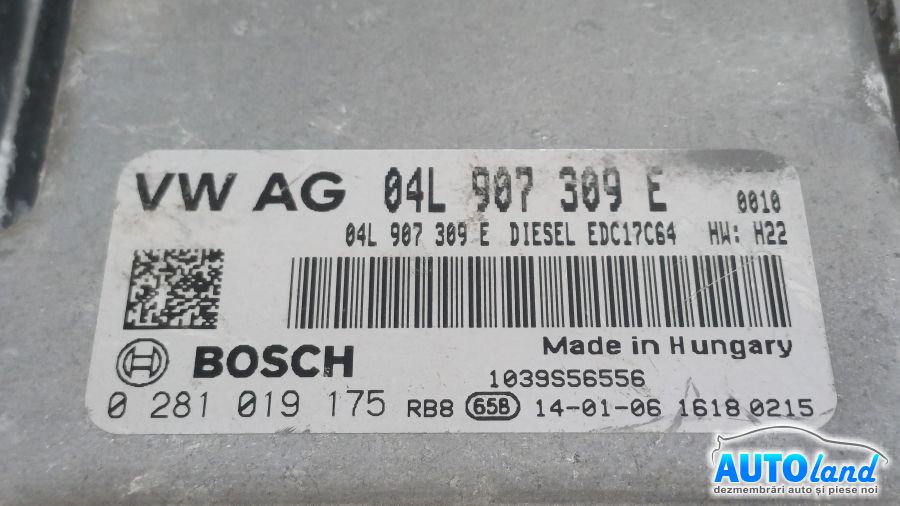 VW AG 04L 907 309 E 0010
04L 907 309 E DIESEL EDC17C64 HW: H22
Made in Hungary
BOSCH
1039S56556
0 281 019 175 RB8 65B 14-01-06 1618 0215
AUTOland
dezmembrări auto și piese noi